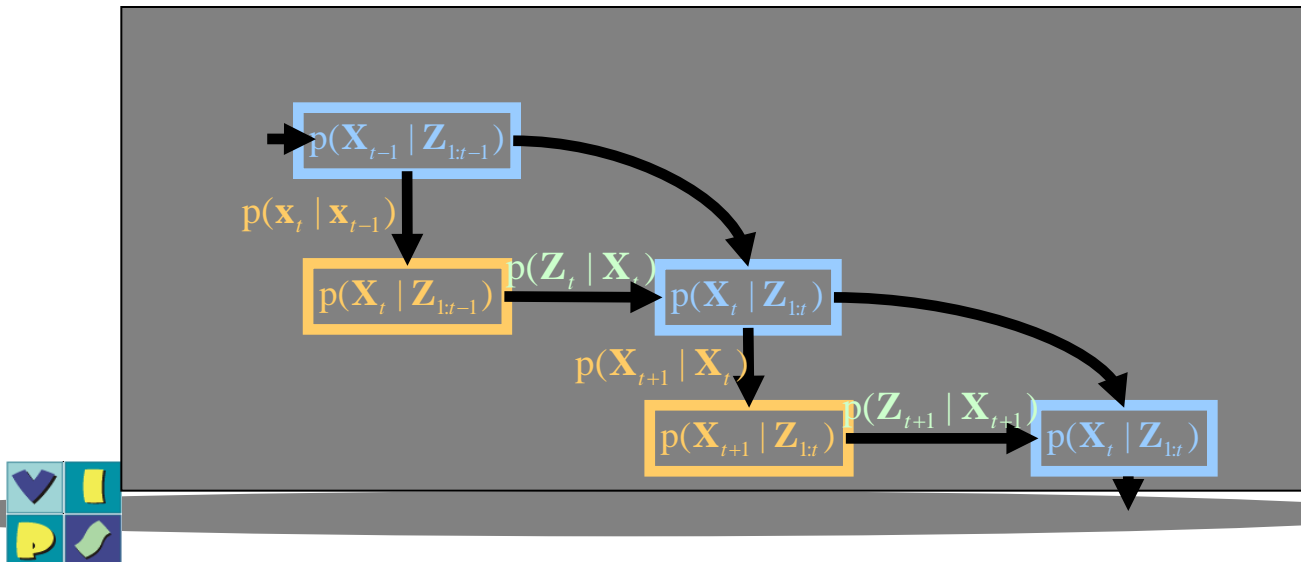 p(X_{t-1} | Z_{1:t-1})
p(x_t | x_{t-1})
p(Z_t | X_t)
p(X_t | Z_{1:t-1})
p(X_t | Z_{1:t})
p(X_{t+1} | X_t)
p(Z_{t+1} | X_{t+1})
p(X_{t+1} | Z_{1:t})
p(X_t | Z_{1:t})
V I
P S